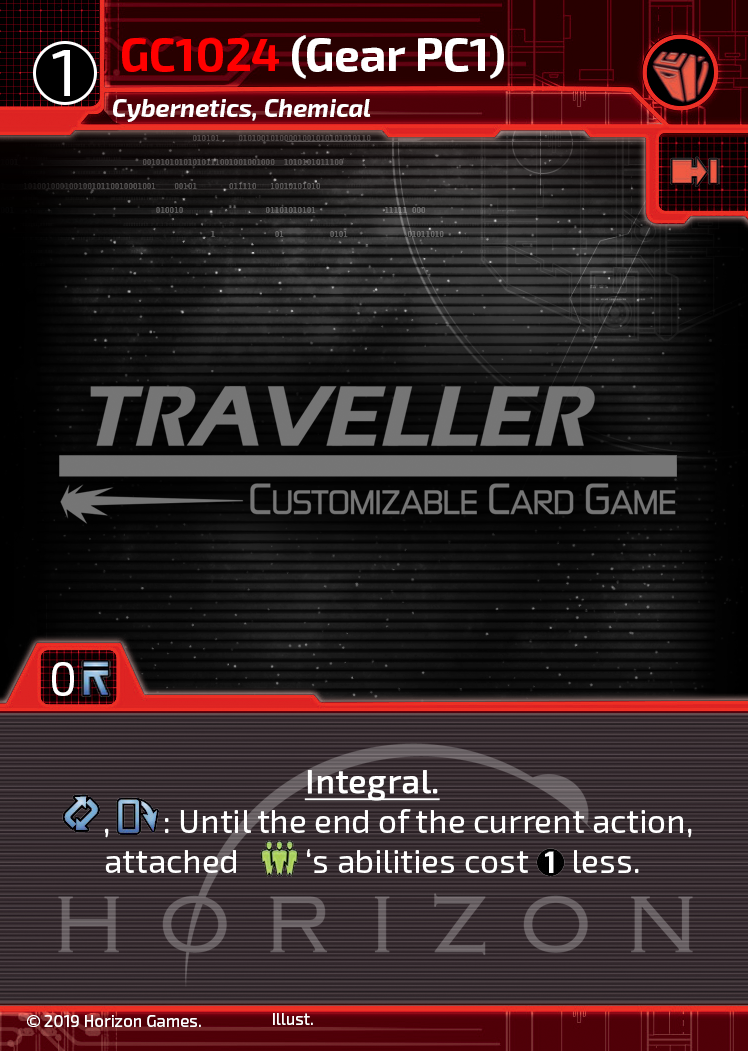 1
GC1024 (Gear PC1)
Cybernetics, Chemical
TRAVELLER
CUSTOMIZABLE CARD GAME
0
Integral.
, : Until the end of the current action,
attached ‘s abilities cost 1 less.
HORIZON
© 2019 Horizon Games. Illust.